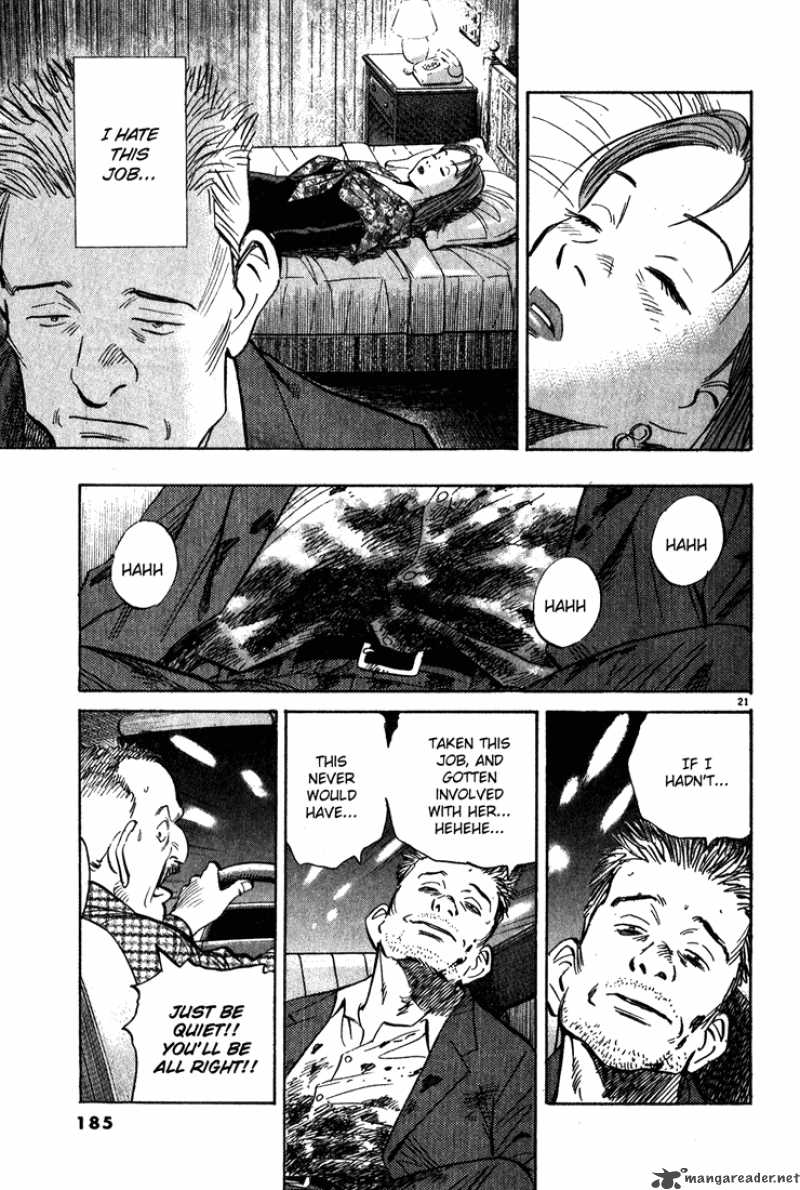 I HATE
THIS
JOB...
HAHH
HAHH
HAHH
21
IF I
HADN'T...
TAKEN THIS
JOB, AND
GOTTEN
INVOLVED
WITH HER...
HEHEHE...
THIS
NEVER
WOULD
HAVE...
JUST BE
QUIET!!
YOU'LL BE
ALL RIGHT!!
185
mangareader.net